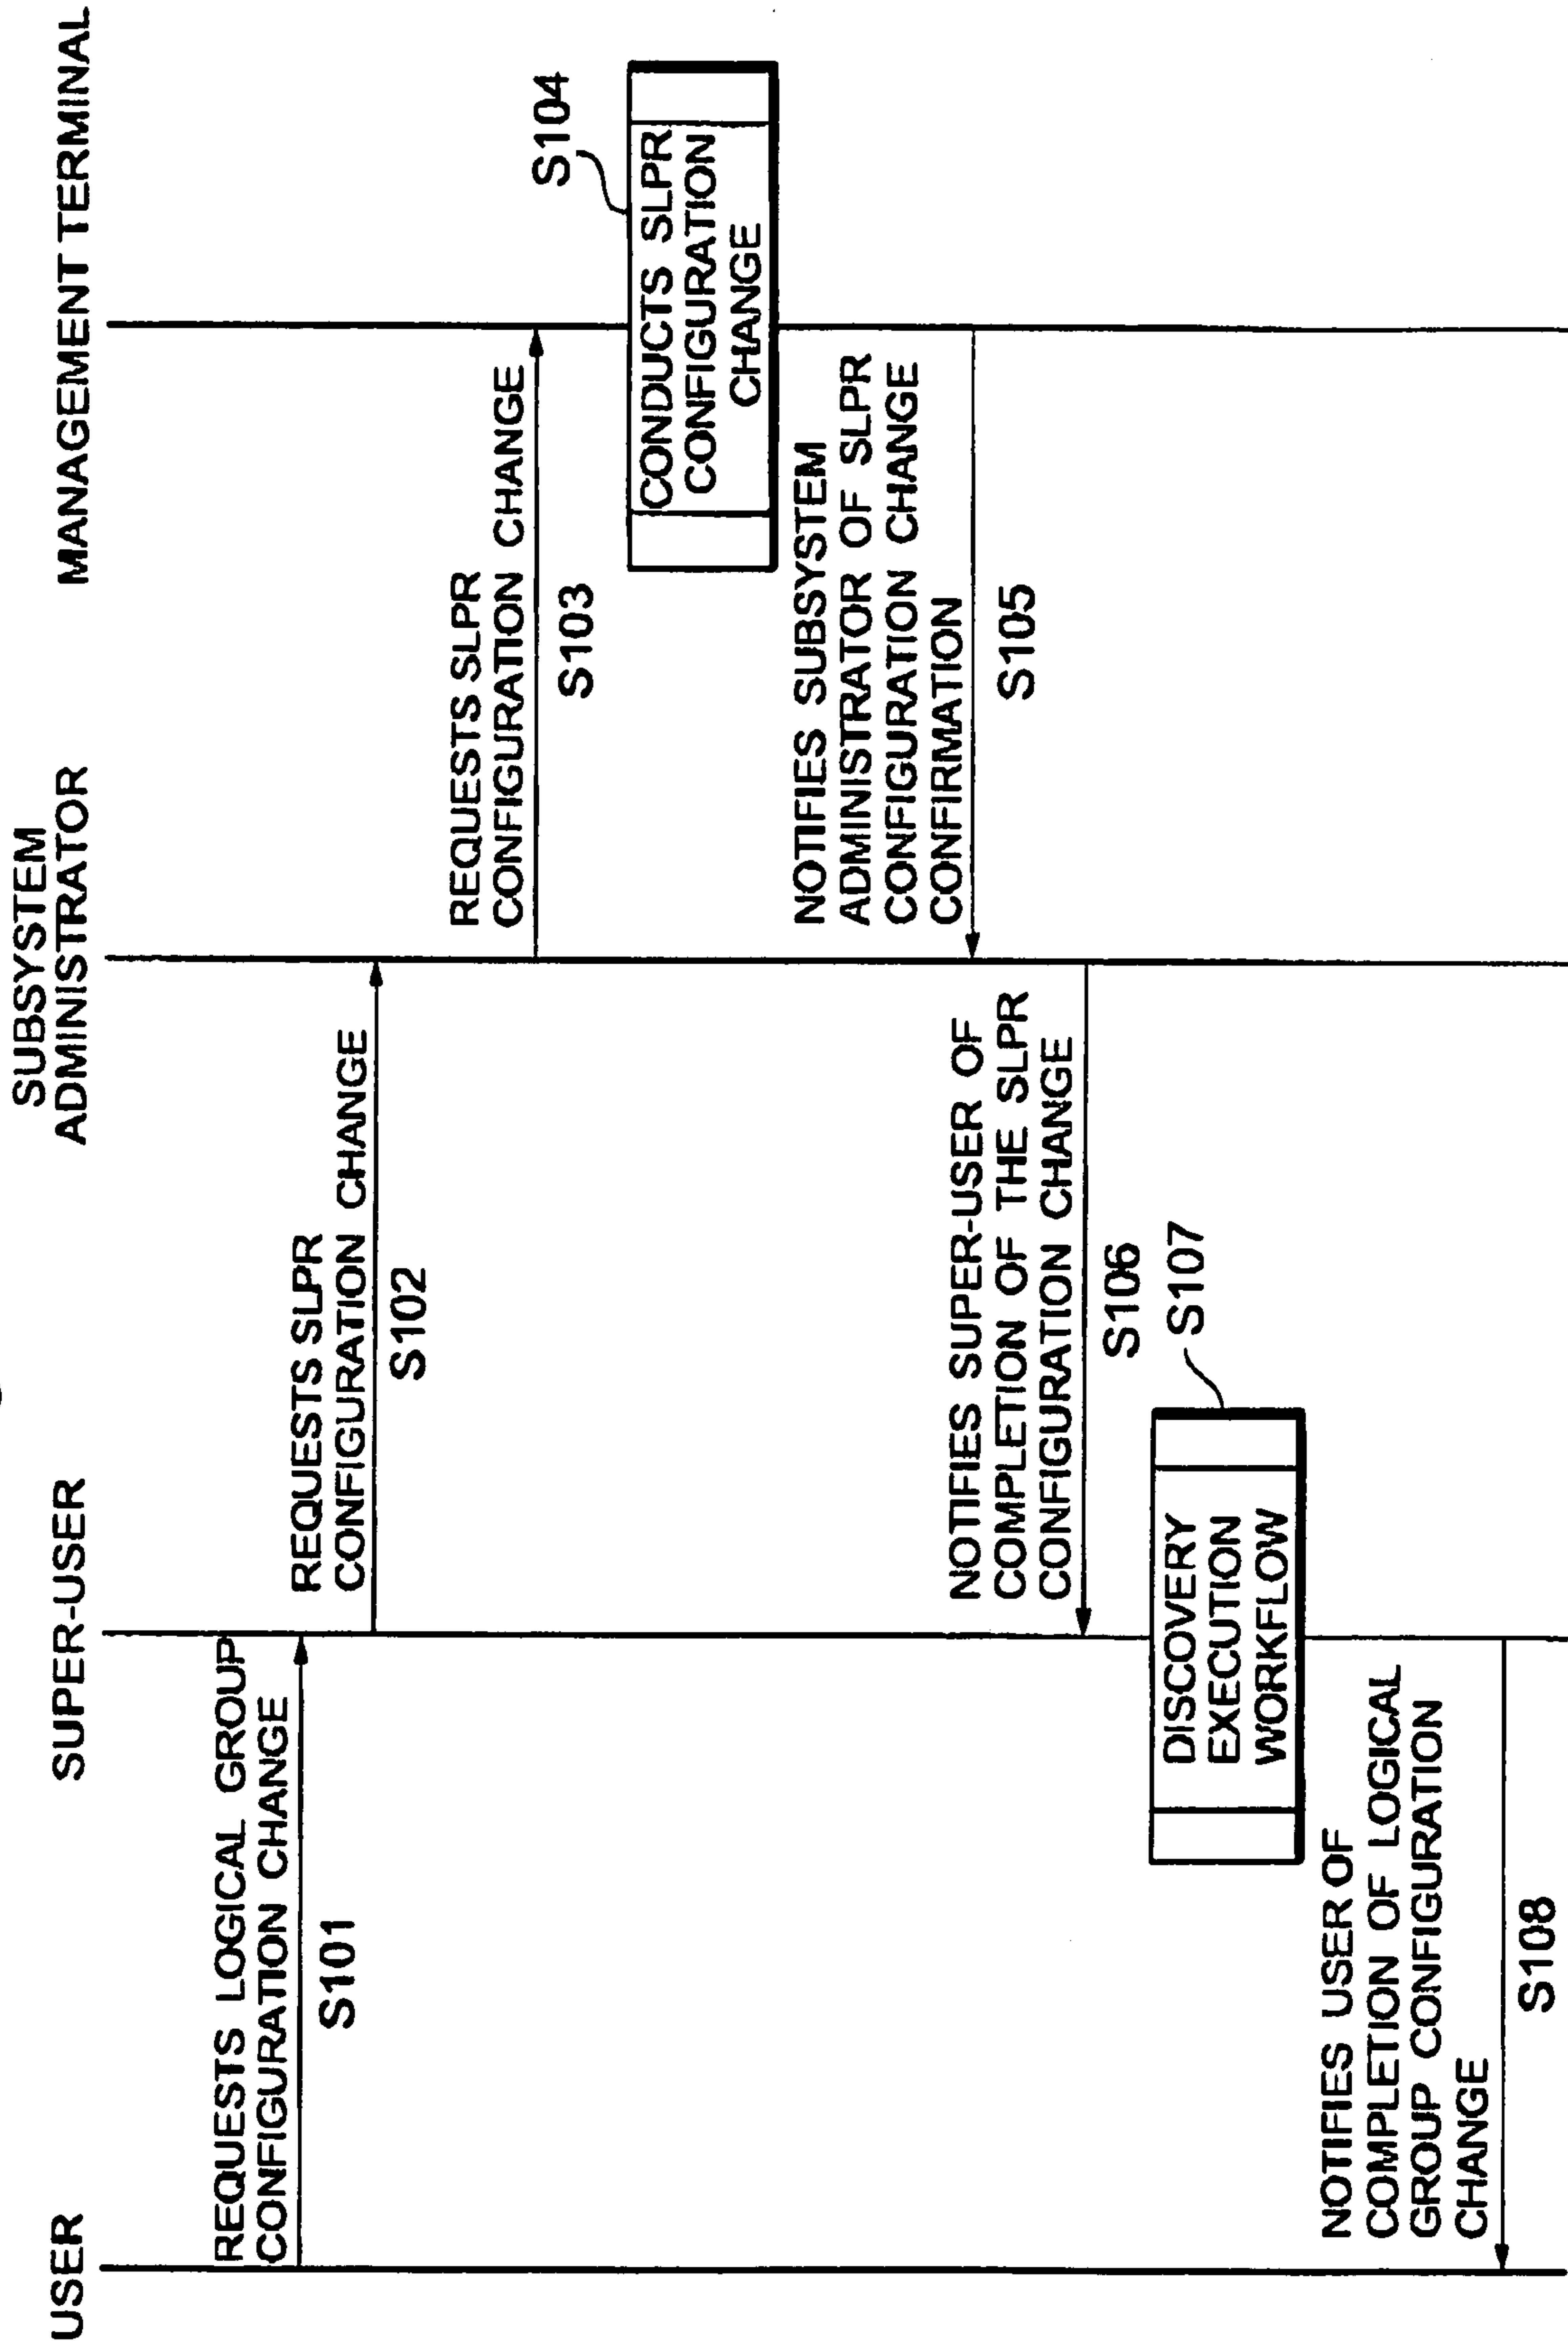 USER
SUPER-USER
SUBSYSTEM
ADMINISTRATOR
MANAGEMENT TERMINAL
REQUESTS LOGICAL GROUP
CONFIGURATION CHANGE
S101
REQUESTS SLPR
CONFIGURATION CHANGE
S102
REQUESTS SLPR
CONFIGURATION CHANGE
S103
S104
CONDUCTS SLPR
CONFIGURATION
CHANGE
NOTIFIES SUBSYSTEM
ADMINISTRATOR OF SLPR
CONFIGURATION CHANGE
CONFIRMATION
S105
NOTIFIES SUPER-USER OF
COMPLETION OF THE SLPR
CONFIGURATION CHANGE
S106
S107
DISCOVERY
EXECUTION
WORKFLOW
NOTIFIES USER OF
COMPLETION OF LOGICAL
GROUP CONFIGURATION
CHANGE
S108